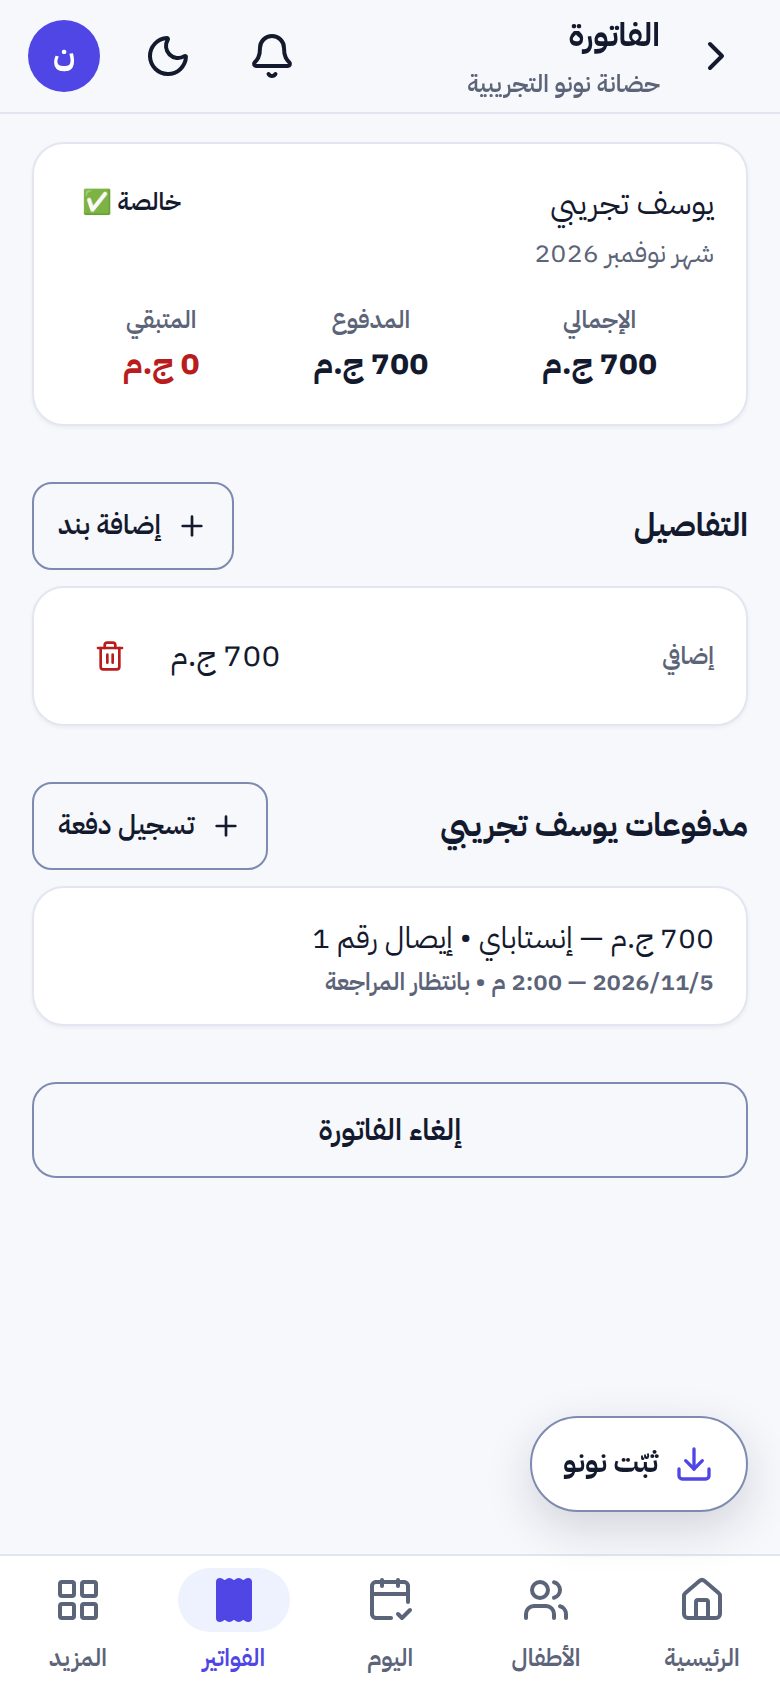 الفاتورة
حضانة نونو التجريبية
ن
يوسف تجريبي
خالصة ✅
شهر نوفمبر 2026
الإجمالي
المدفوع
المتبقي
700 ج.م
700 ج.م
0 ج.م
التفاصيل
إضافة بند
إضافي
700 ج.م
مدفوعات يوسف تجريبي
تسجيل دفعة
700 ج.م — إنستاباي • إيصال رقم 1
2026/11/5 — 2:00 م • بانتظار المراجعة
إلغاء الفاتورة
ثبّت نونو
الرئيسية
الأطفال
اليوم
الفواتير
المزيد